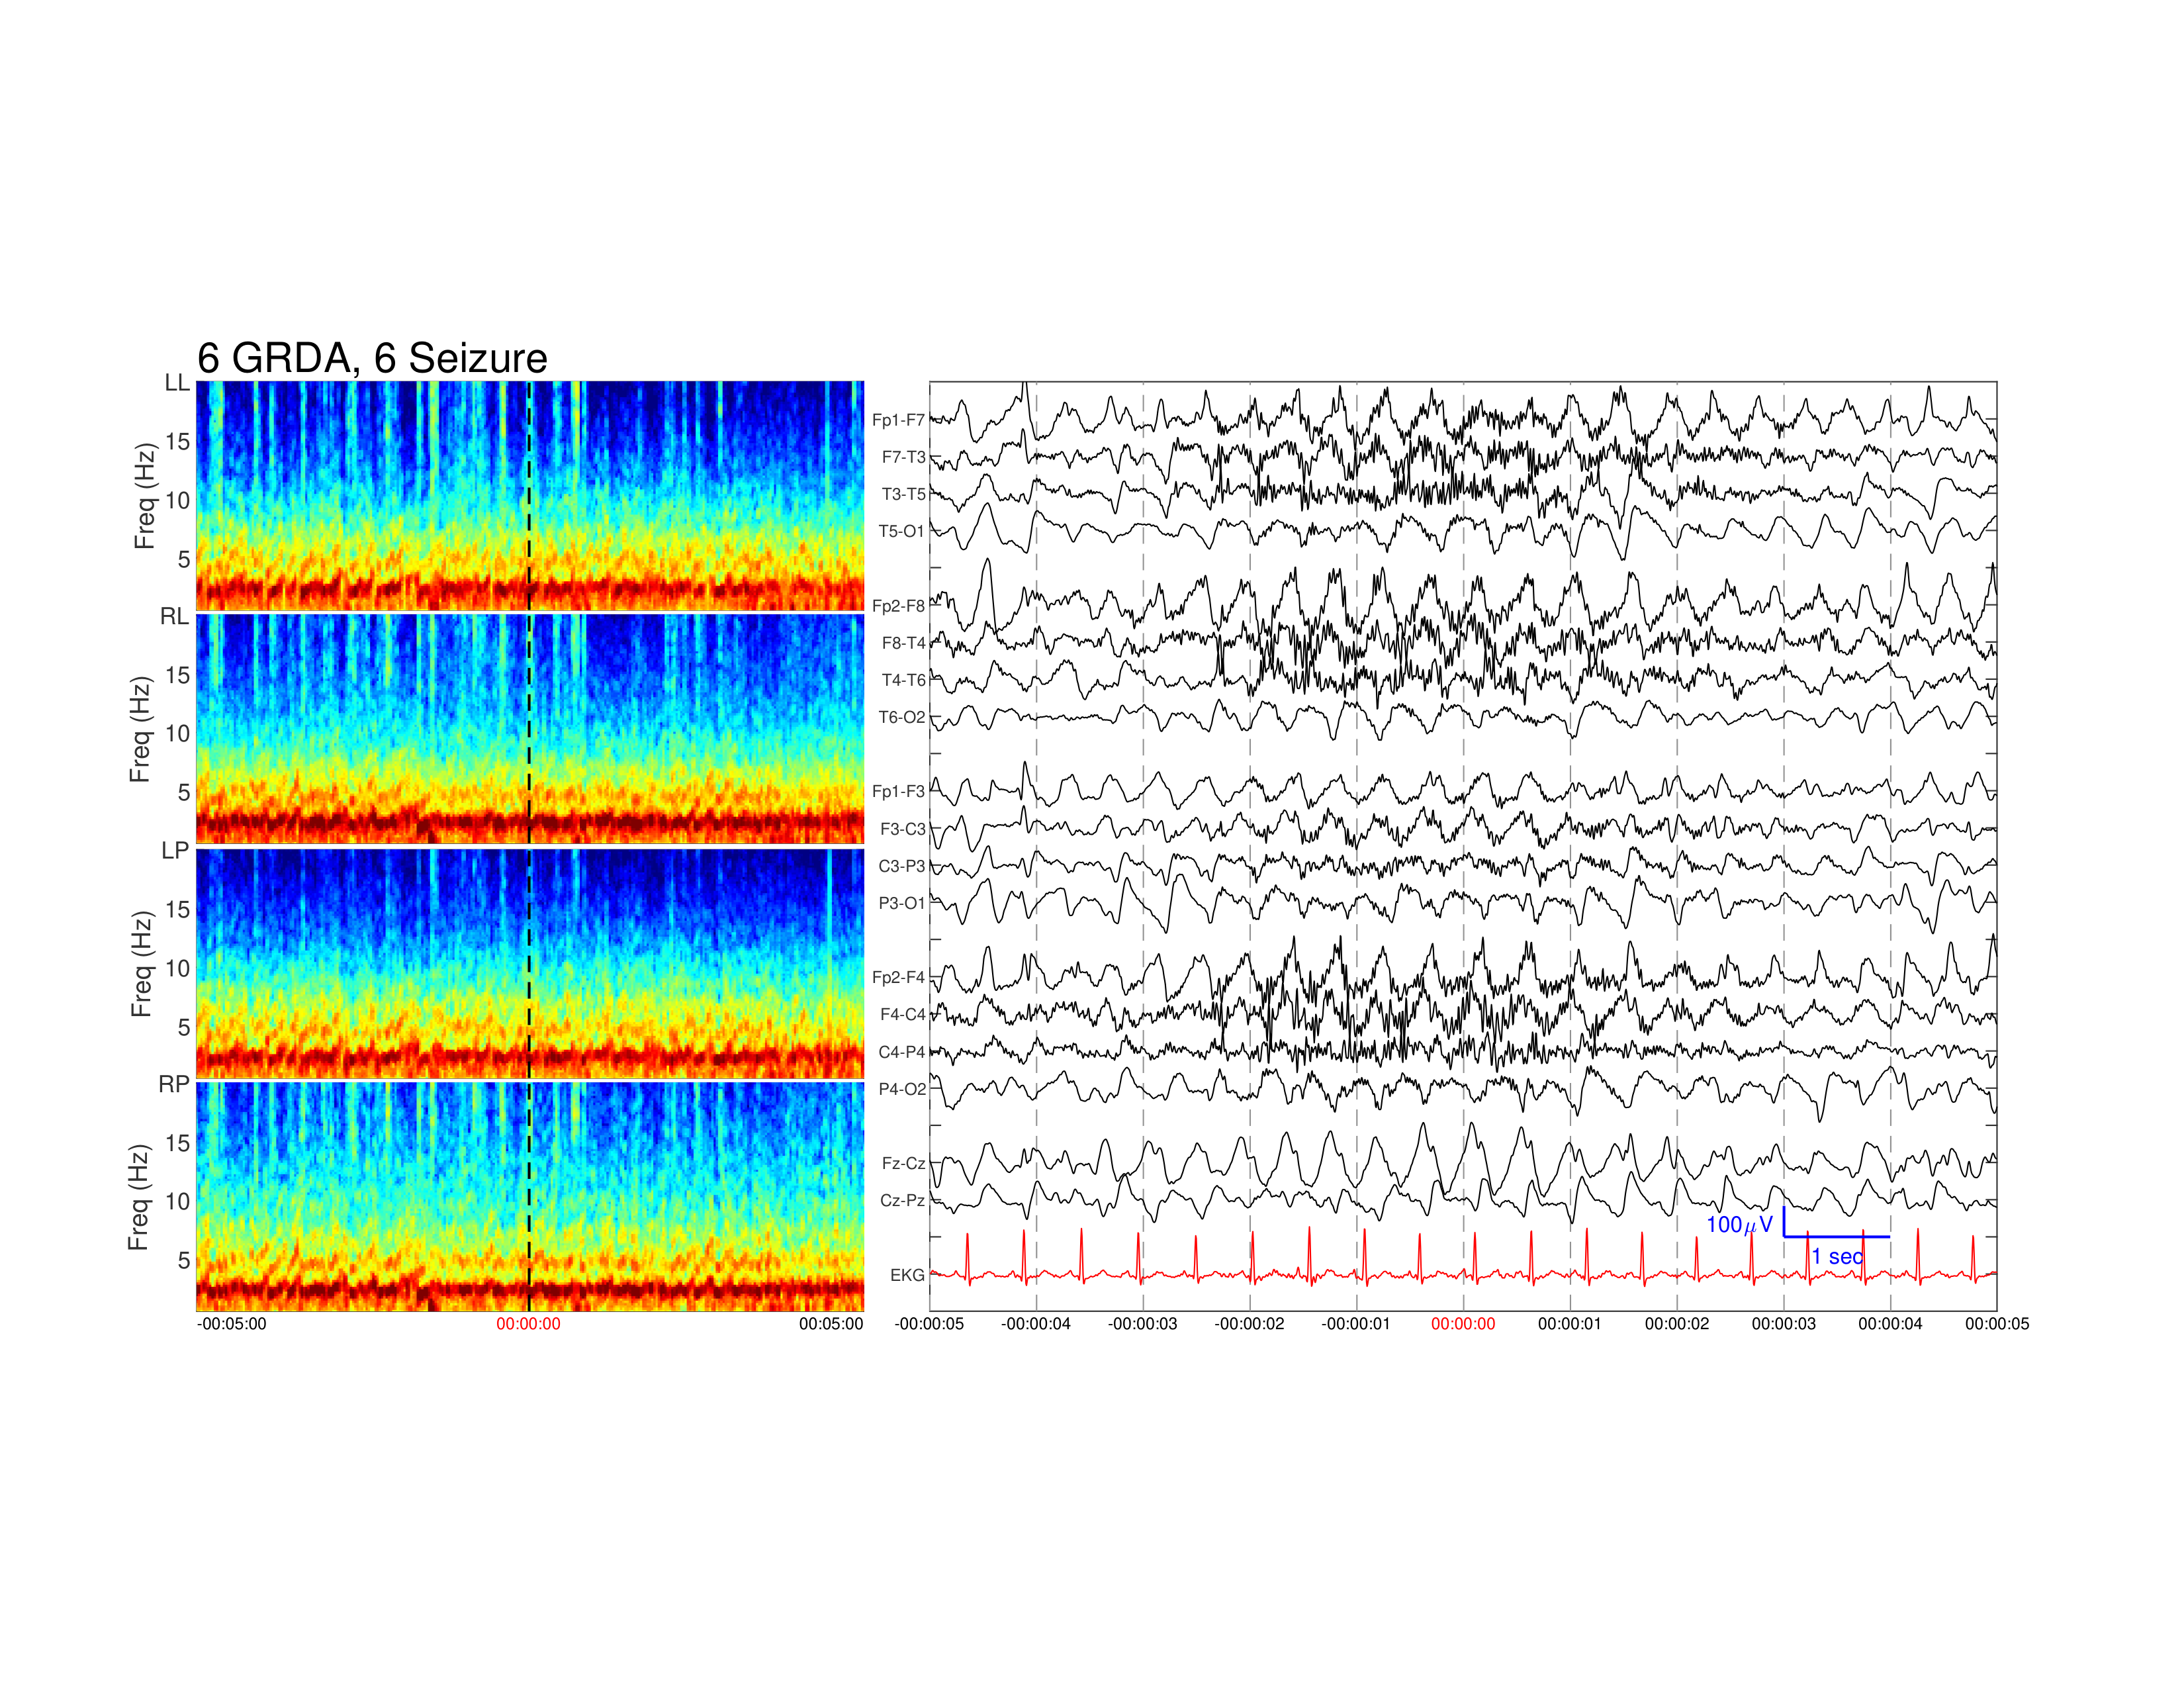 6 GRDA, 6 Seizure
LL
Freq (Hz)
15
10
5
RL
Freq (Hz)
15
10
5
LP
Freq (Hz)
15
10
5
RP
Freq (Hz)
15
10
5
-00:05:00
00:00:00
00:05:00
Fp1-F7
F7-T3
T3-T5
T5-O1
Fp2-F8
F8-T4
T4-T6
T6-O2
Fp1-F3
F3-C3
C3-P3
P3-O1
Fp2-F4
F4-C4
C4-P4
P4-O2
Fz-Cz
Cz-Pz
EKG
100μV
1 sec
-00:00:05
-00:00:04
-00:00:03
-00:00:02
-00:00:01
00:00:00
00:00:01
00:00:02
00:00:03
00:00:04
00:00:05